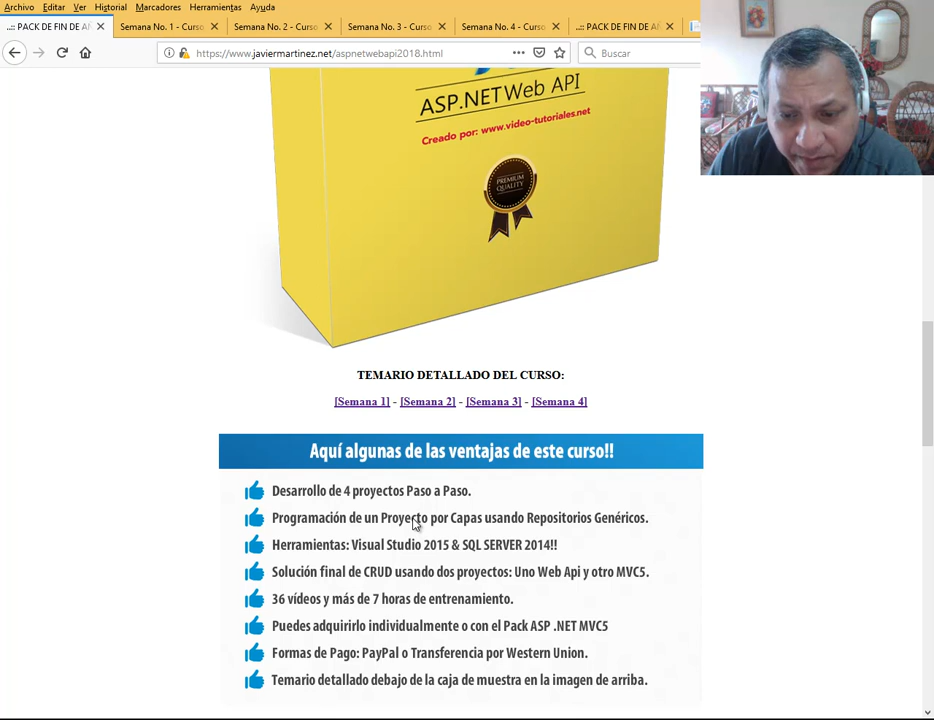 Archivo Editar Ver Historial Marcadores Herramientas Ayuda
..:: PACK DE FIN DE AÑ Semana No. 1 - Curso Semana No. 2 - Curso Semana No. 3 - Curso Semana No. 4 - Curso ..:: PACK DE FIN DE AÑ
https://www.javiermartinez.net/aspnetwebapi2018.html Buscar
ASP.NET Web API
Creado por: www.video-tutoriales.net
PREMIUM
QUALITY
TEMARIO DETALLADO DEL CURSO:
[Semana 1] - [Semana 2] - [Semana 3] - [Semana 4]
Aquí algunas de las ventajas de este curso!!
Desarrollo de 4 proyectos Paso a Paso.
Programación de un Proyecto por Capas usando Repositorios Genéricos.
Herramientas: Visual Studio 2015 & SQL SERVER 2014!!
Solución final de CRUD usando dos proyectos: Uno Web Api y otro MVC5.
36 vídeos y más de 7 horas de entrenamiento.
Puedes adquirirlo individualmente o con el Pack ASP .NET MVC5
Formas de Pago: PayPal o Transferencia por Western Union.
Temario detallado debajo de la caja de muestra en la imagen de arriba.